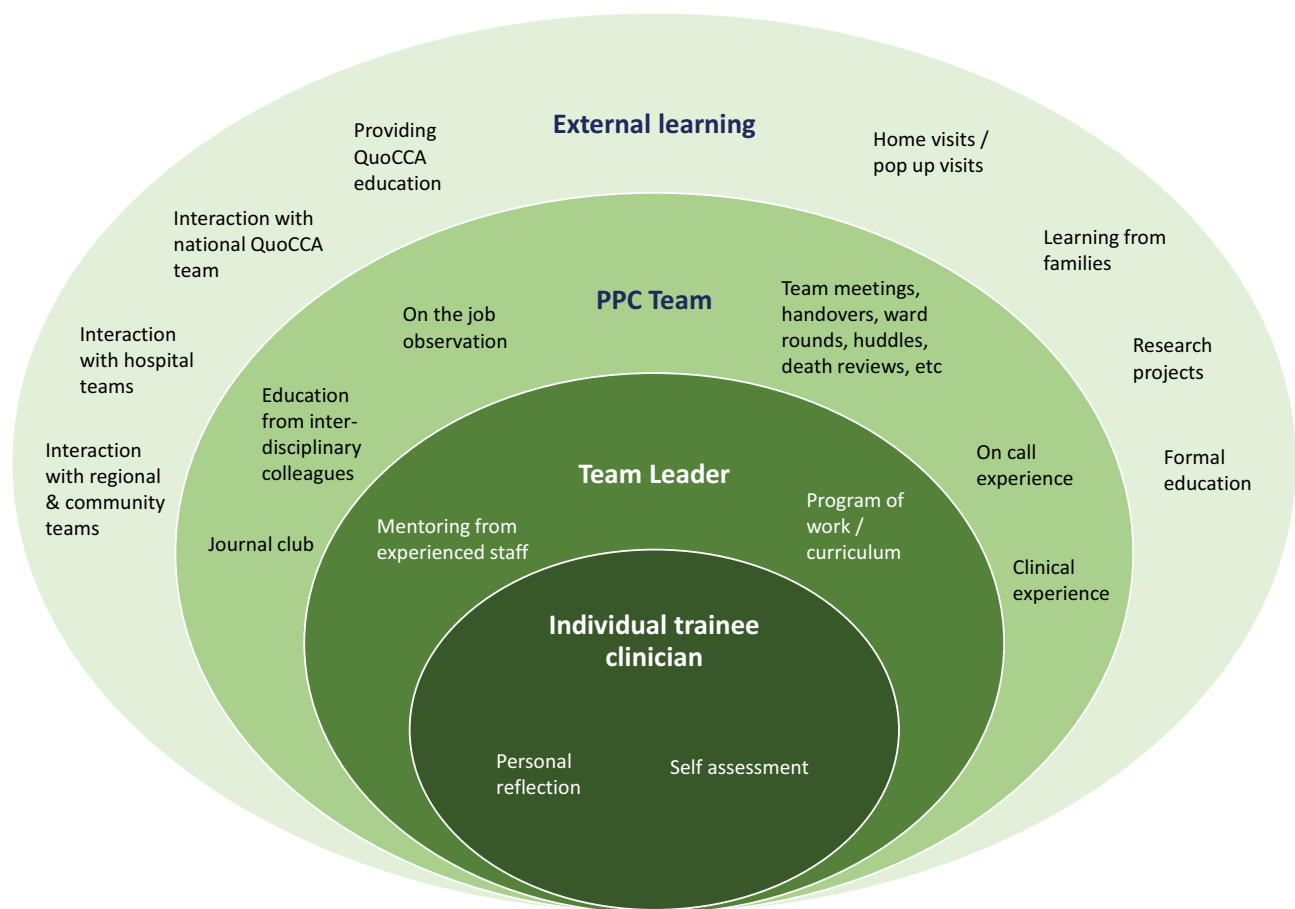 External learning
Providing
QuoCCA
education
Home visits /
pop up visits
Interaction with
national QuoCCA
team
Learning from
families
Interaction
with hospital
teams
Research
projects
Interaction
with regional
& community
teams
Formal
education
PPC Team
On the job
observation
Team meetings,
handovers, ward
rounds, huddles,
death reviews, etc
Education
from inter-
disciplinary
colleagues
On call
experience
Journal club
Clinical
experience
Team Leader
Mentoring from
experienced staff
Program of
work /
curriculum
Individual trainee
clinician
Personal
reflection
Self assessment